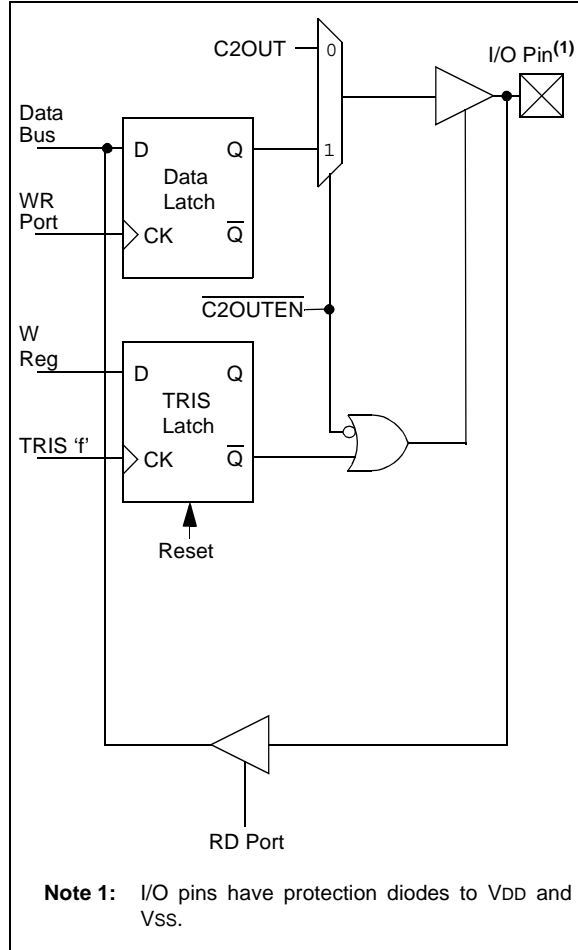 C2OUT
0
I/O Pin(1)
Data
Bus
D
Q
1
Data
Latch
WR
Port
CK
Q̅
C̅2̅O̅U̅T̅E̅N̅
W
Reg
D
Q
TRIS
Latch
TRIS 'f'
CK
Q̅
Reset
RD Port
Note 1: I/O pins have protection diodes to VDD and
VSS.